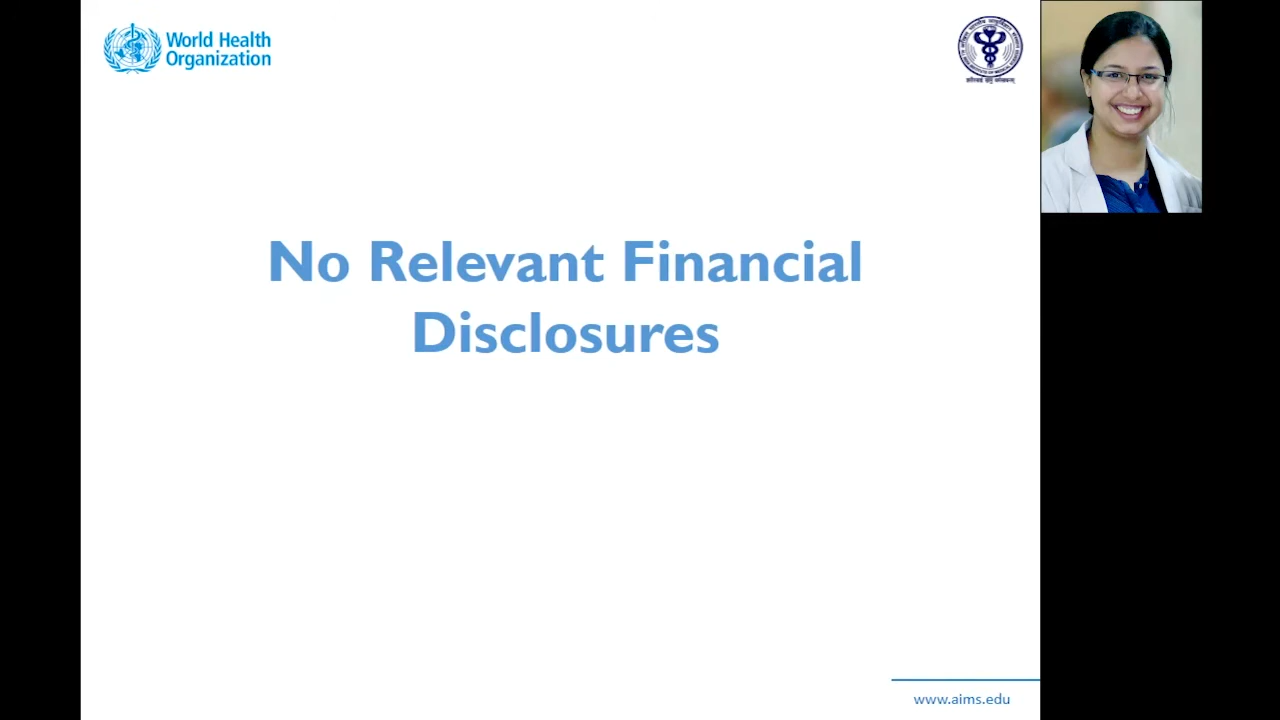 World Health
Organization
No Relevant Financial
Disclosures
www.aims.edu